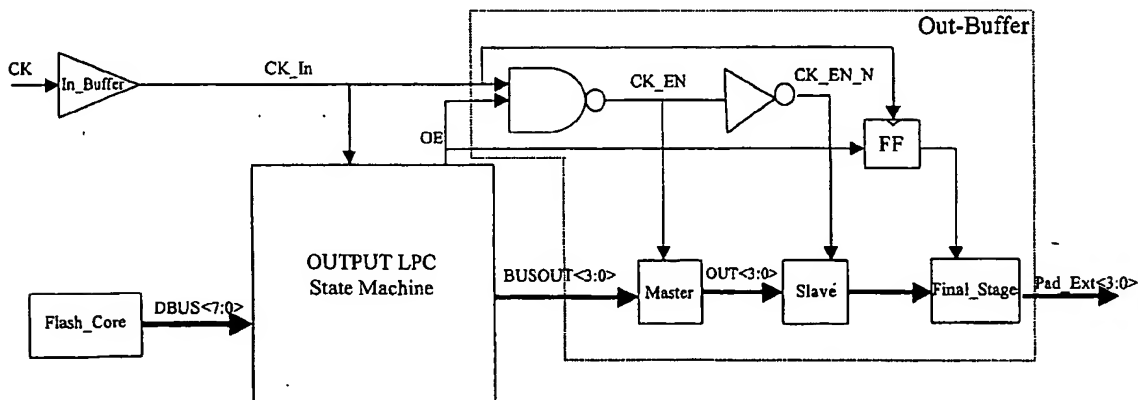 Out-Buffer
CK
In_Buffer
CK_In
CK_EN
CK_EN_N
OE
FF
OUTPUT LPC
State Machine
BUSOUT<3:0>
Master
OUT<3:0>
Slavé
Final_Stage
Pad_Ext<3:0>
Flash_Core
DBUS<7:0>